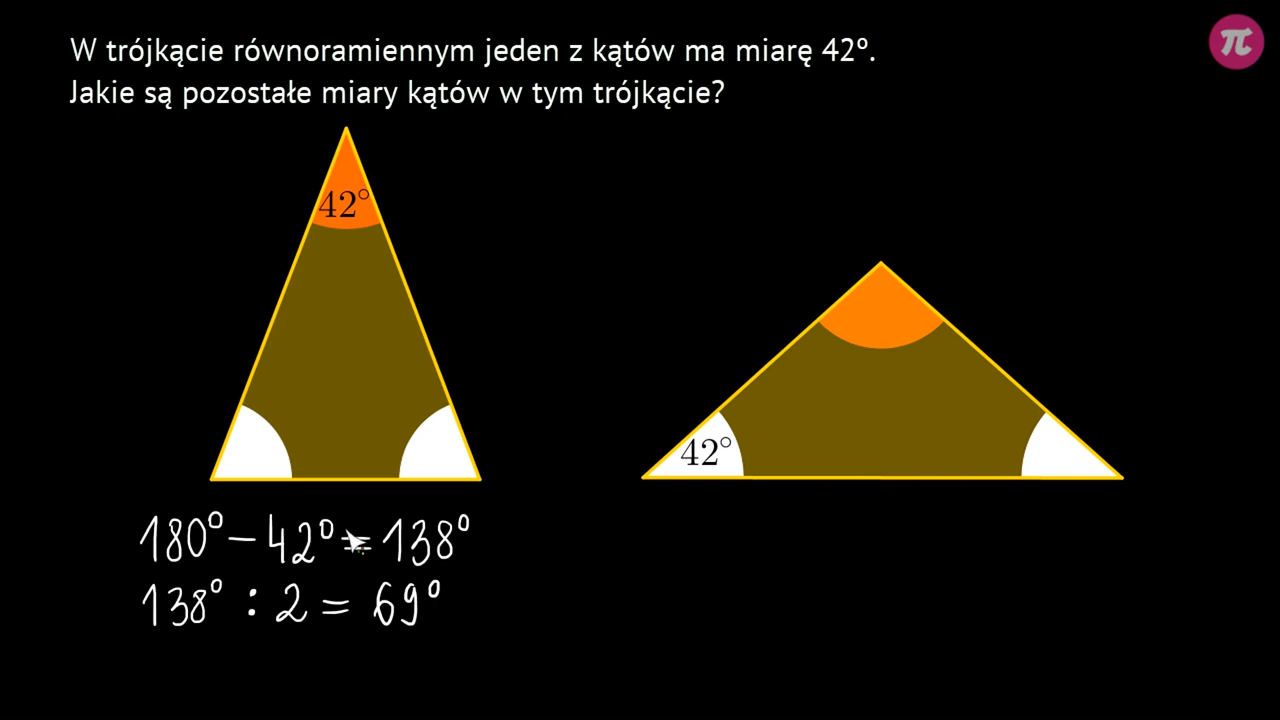 W trójkącie równoramiennym jeden z kątów ma miarę 42º.
Jakie są pozostałe miary kątów w tym trójkącie?
π
42°
42°
180° – 42° = 138°
138° : 2 = 69°